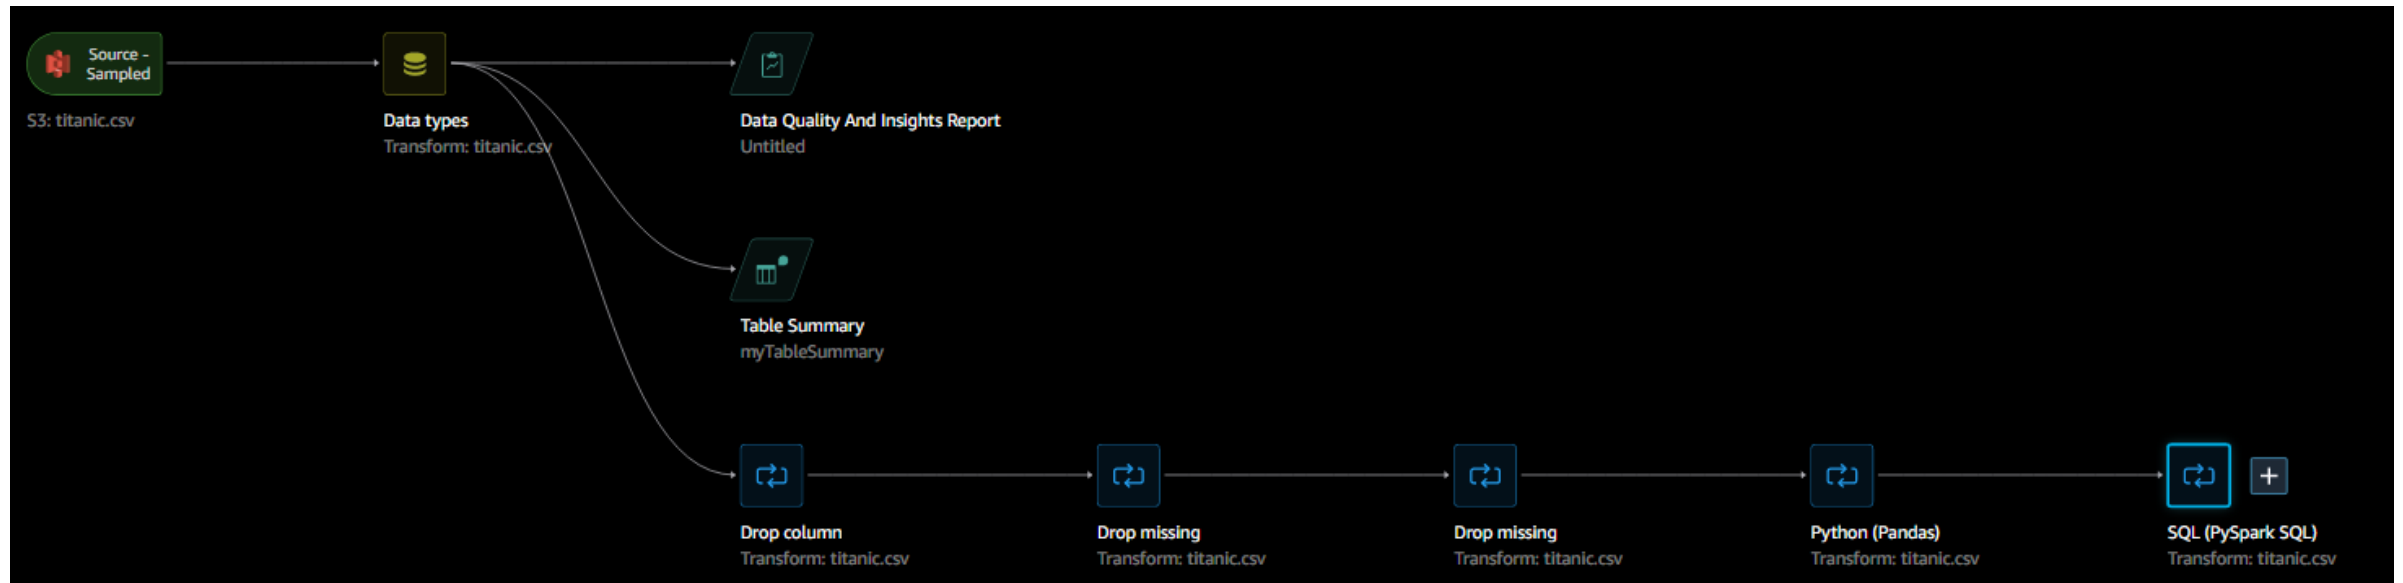 Source -
Sampled
S3: titanic.csv
Data types
Transform: titanic.csv
Data Quality And Insights Report
Untitled
Table Summary
myTableSummary
Drop column
Transform: titanic.csv
Drop missing
Transform: titanic.csv
Drop missing
Transform: titanic.csv
Python (Pandas)
Transform: titanic.csv
SQL (PySpark SQL)
Transform: titanic.csv